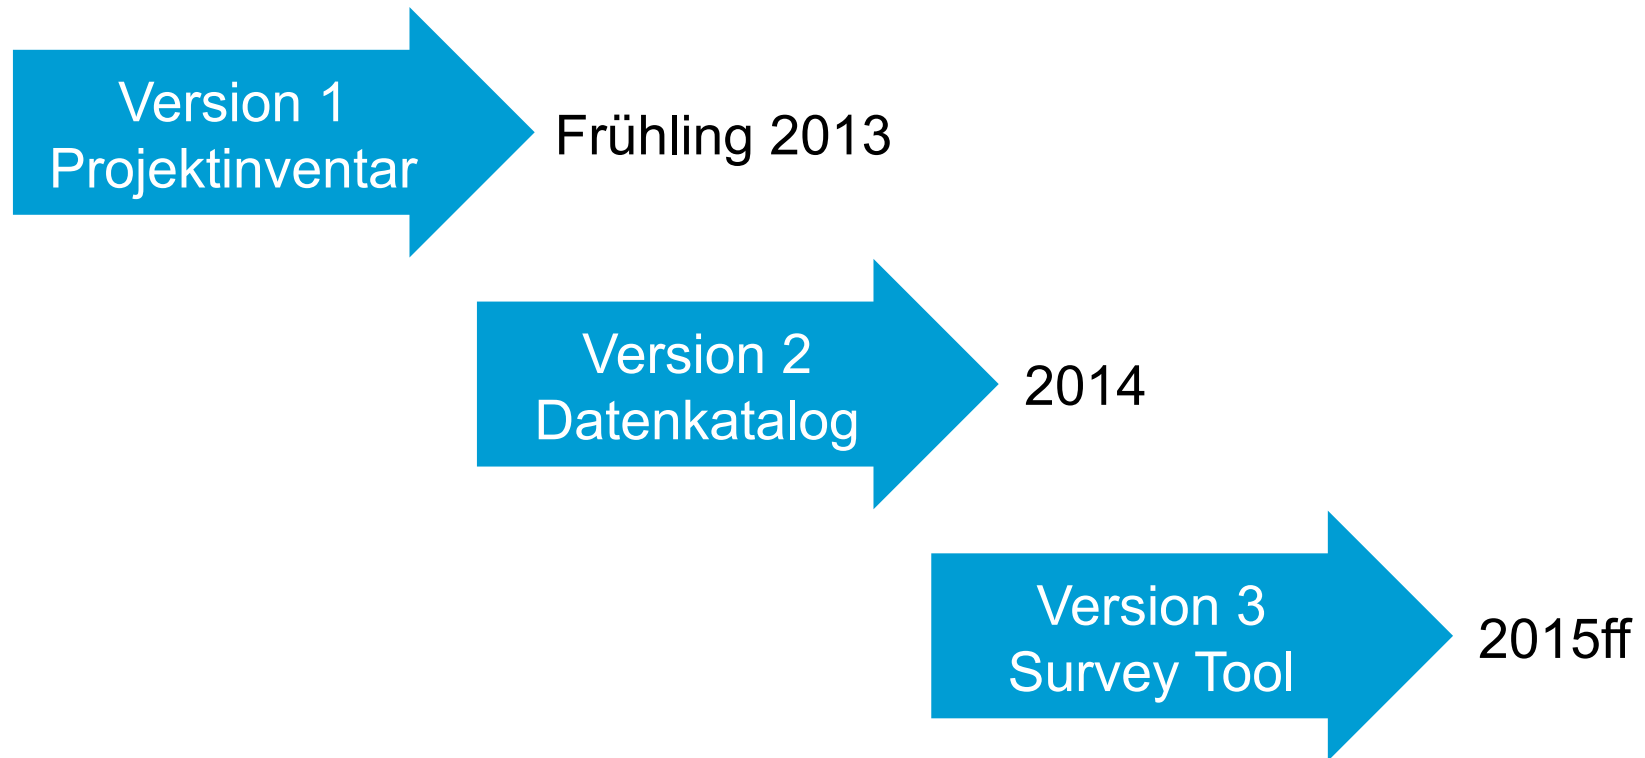 Version 1
Projektinventar
Frühling 2013
Version 2
Datenkatalog
2014
Version 3
Survey Tool
2015ff